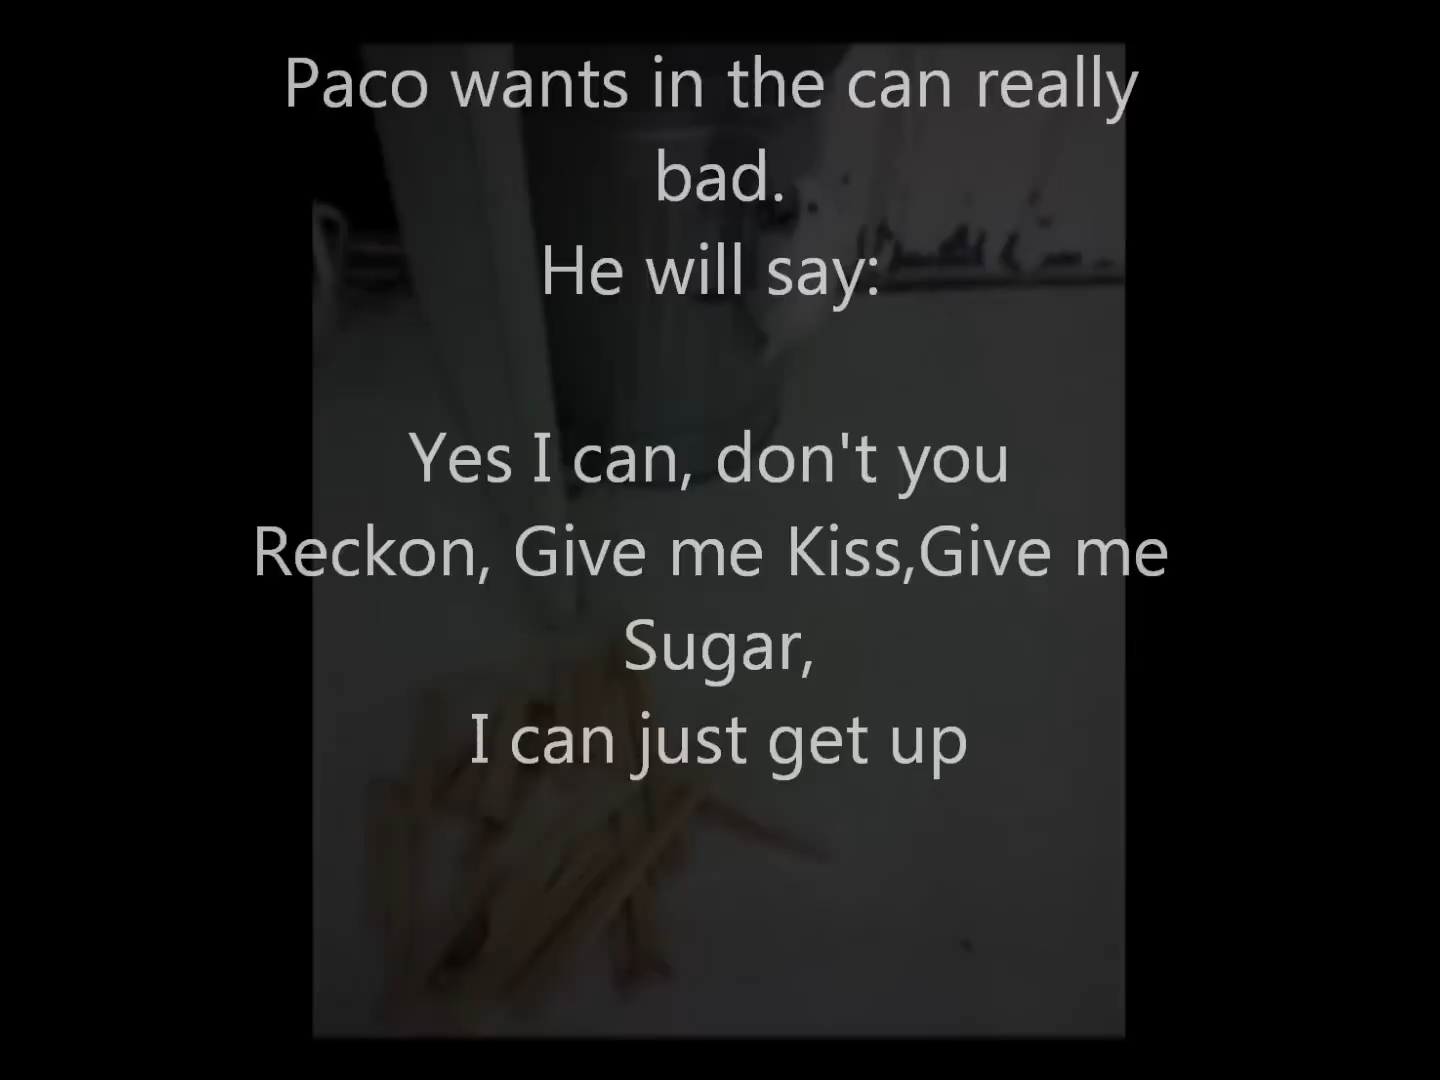 Paco wants in the can really
bad.
He will say:
Yes I can, don't you
Reckon, Give me Kiss,Give me
Sugar,
I can just get up